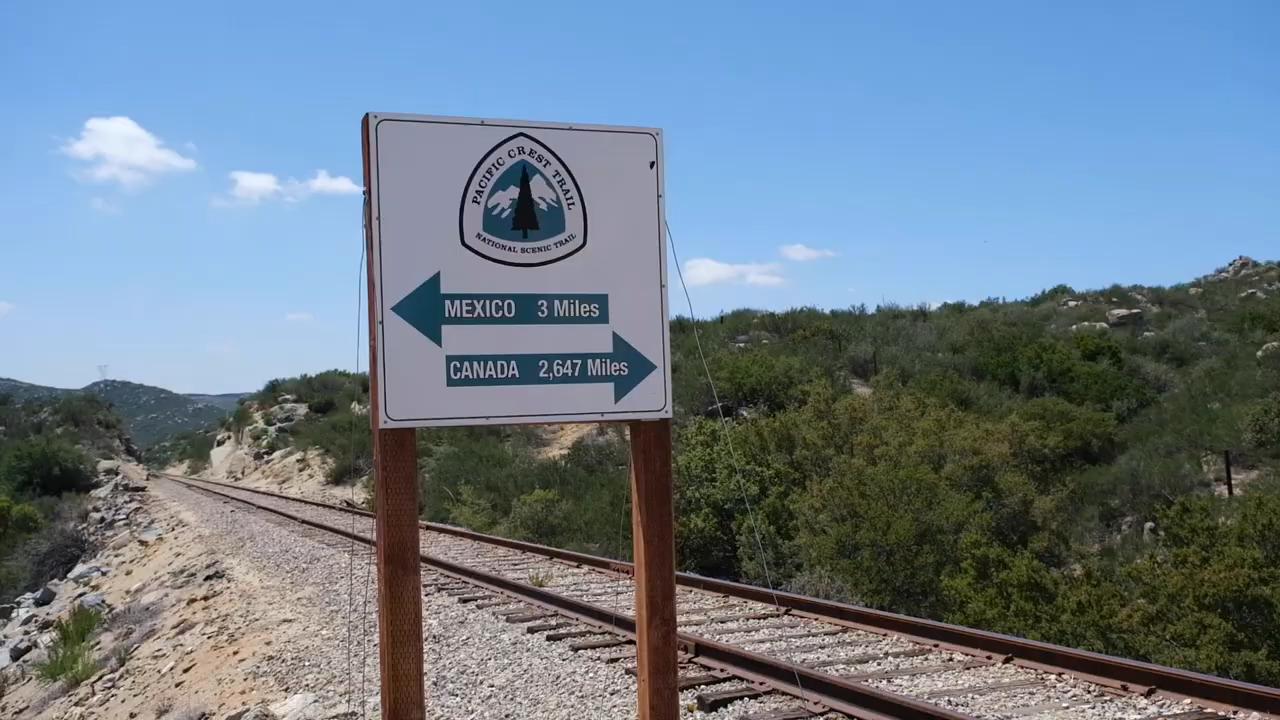 PACIFIC CREST TRAIL
NATIONAL SCENIC TRAIL
MEXICO 3 Miles
CANADA 2,647 Miles